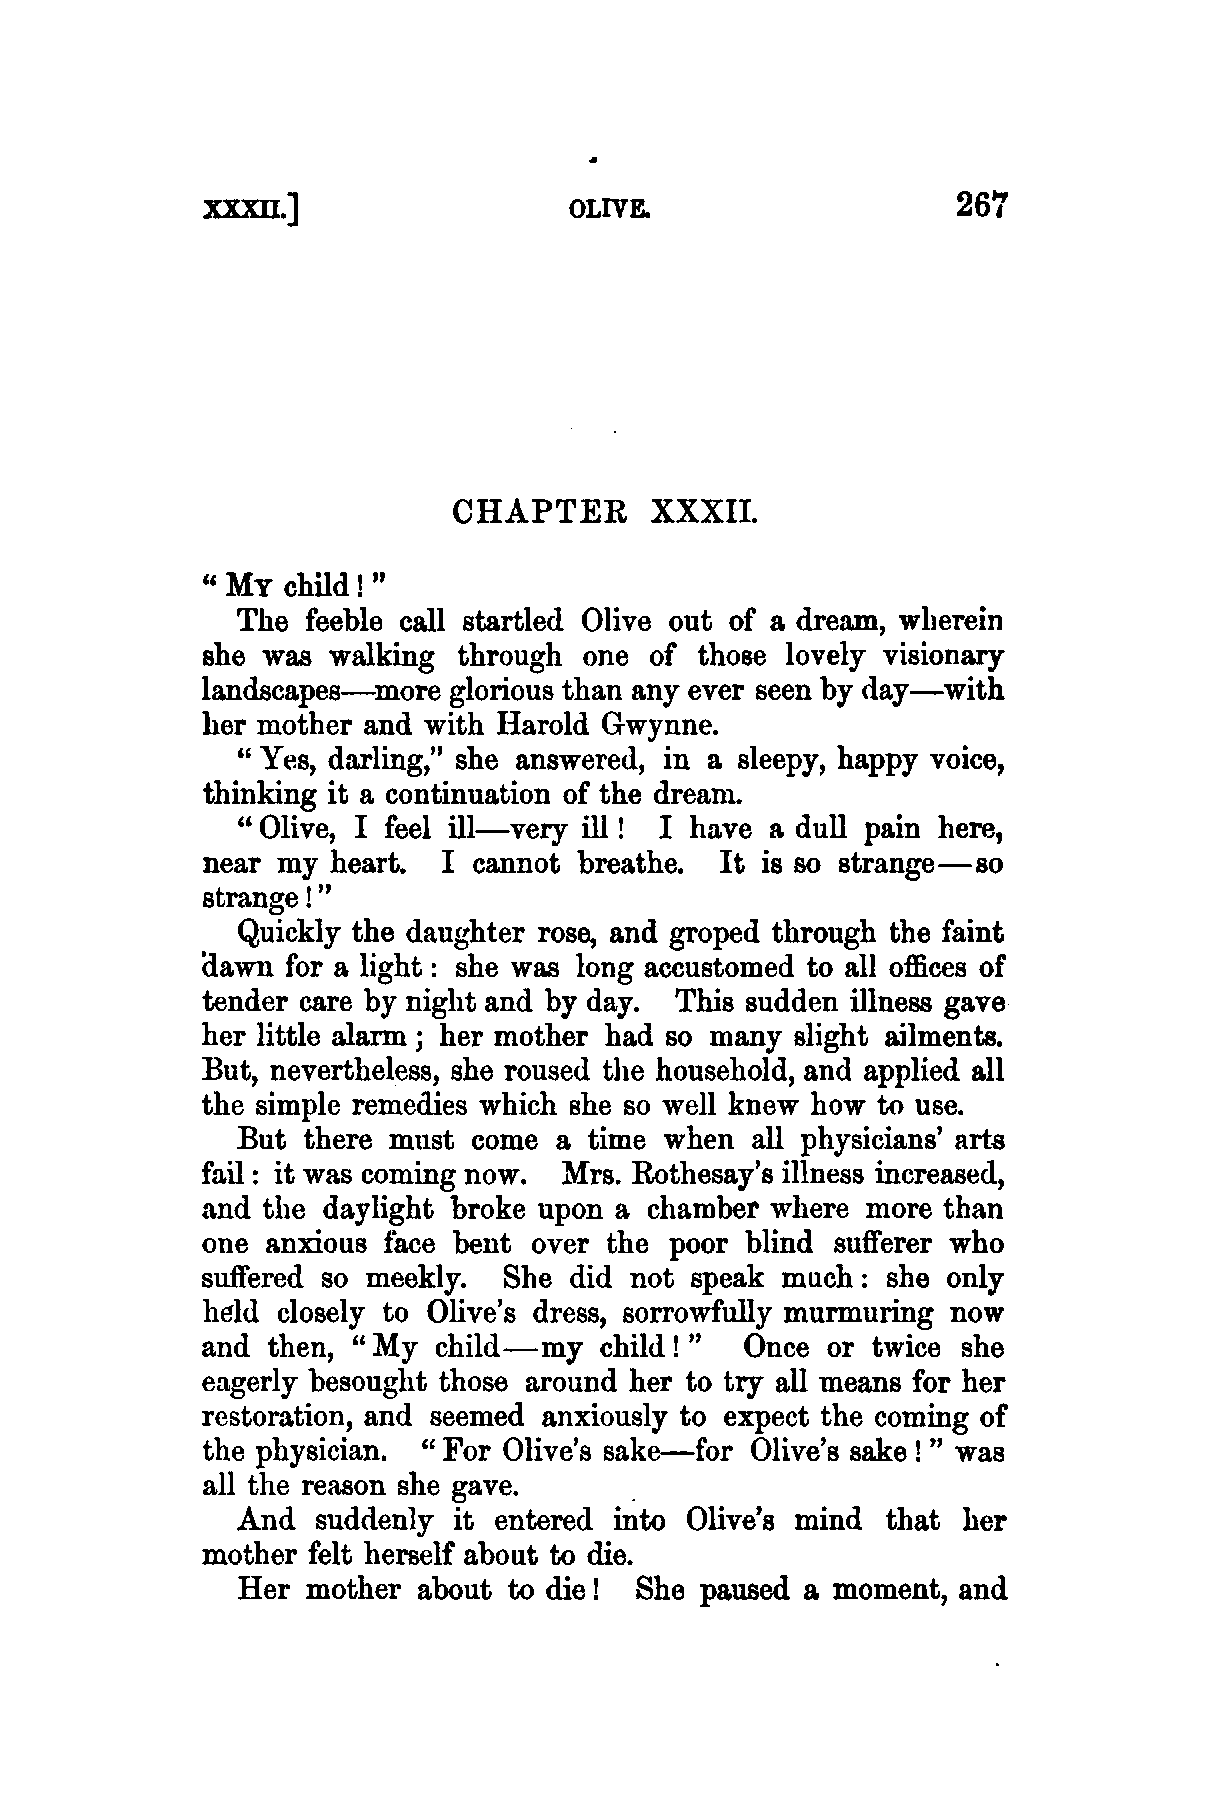 XXXII.] OLIVE. 267
CHAPTER XXXII.
“ MY child ! ”
The feeble call startled Olive out of a dream, wherein
she was walking through one of those lovely visionary
landscapes—more glorious than any ever seen by day—with
her mother and with Harold Gwynne.
“ Yes, darling,” she answered, in a sleepy, happy voice,
thinking it a continuation of the dream.
“ Olive, I feel ill—very ill ! I have a dull pain here,
near my heart. I cannot breathe. It is so strange—so
strange ! ”
Quickly the daughter rose, and groped through the faint
dawn for a light : she was long accustomed to all offices of
tender care by night and by day. This sudden illness gave
her little alarm ; her mother had so many slight ailments.
But, nevertheless, she roused the household, and applied all
the simple remedies which she so well knew how to use.
But there must come a time when all physicians’ arts
fail : it was coming now. Mrs. Rothesay’s illness increased,
and the daylight broke upon a chamber where more than
one anxious face bent over the poor blind sufferer who
suffered so meekly. She did not speak much : she only
held closely to Olive’s dress, sorrowfully murmuring now
and then, “ My child—my child ! ” Once or twice she
eagerly besought those around her to try all means for her
restoration, and seemed anxiously to expect the coming of
the physician. “ For Olive’s sake—for Olive’s sake ! ” was
all the reason she gave.
And suddenly it entered into Olive’s mind that her
mother felt herself about to die.
Her mother about to die ! She paused a moment, and